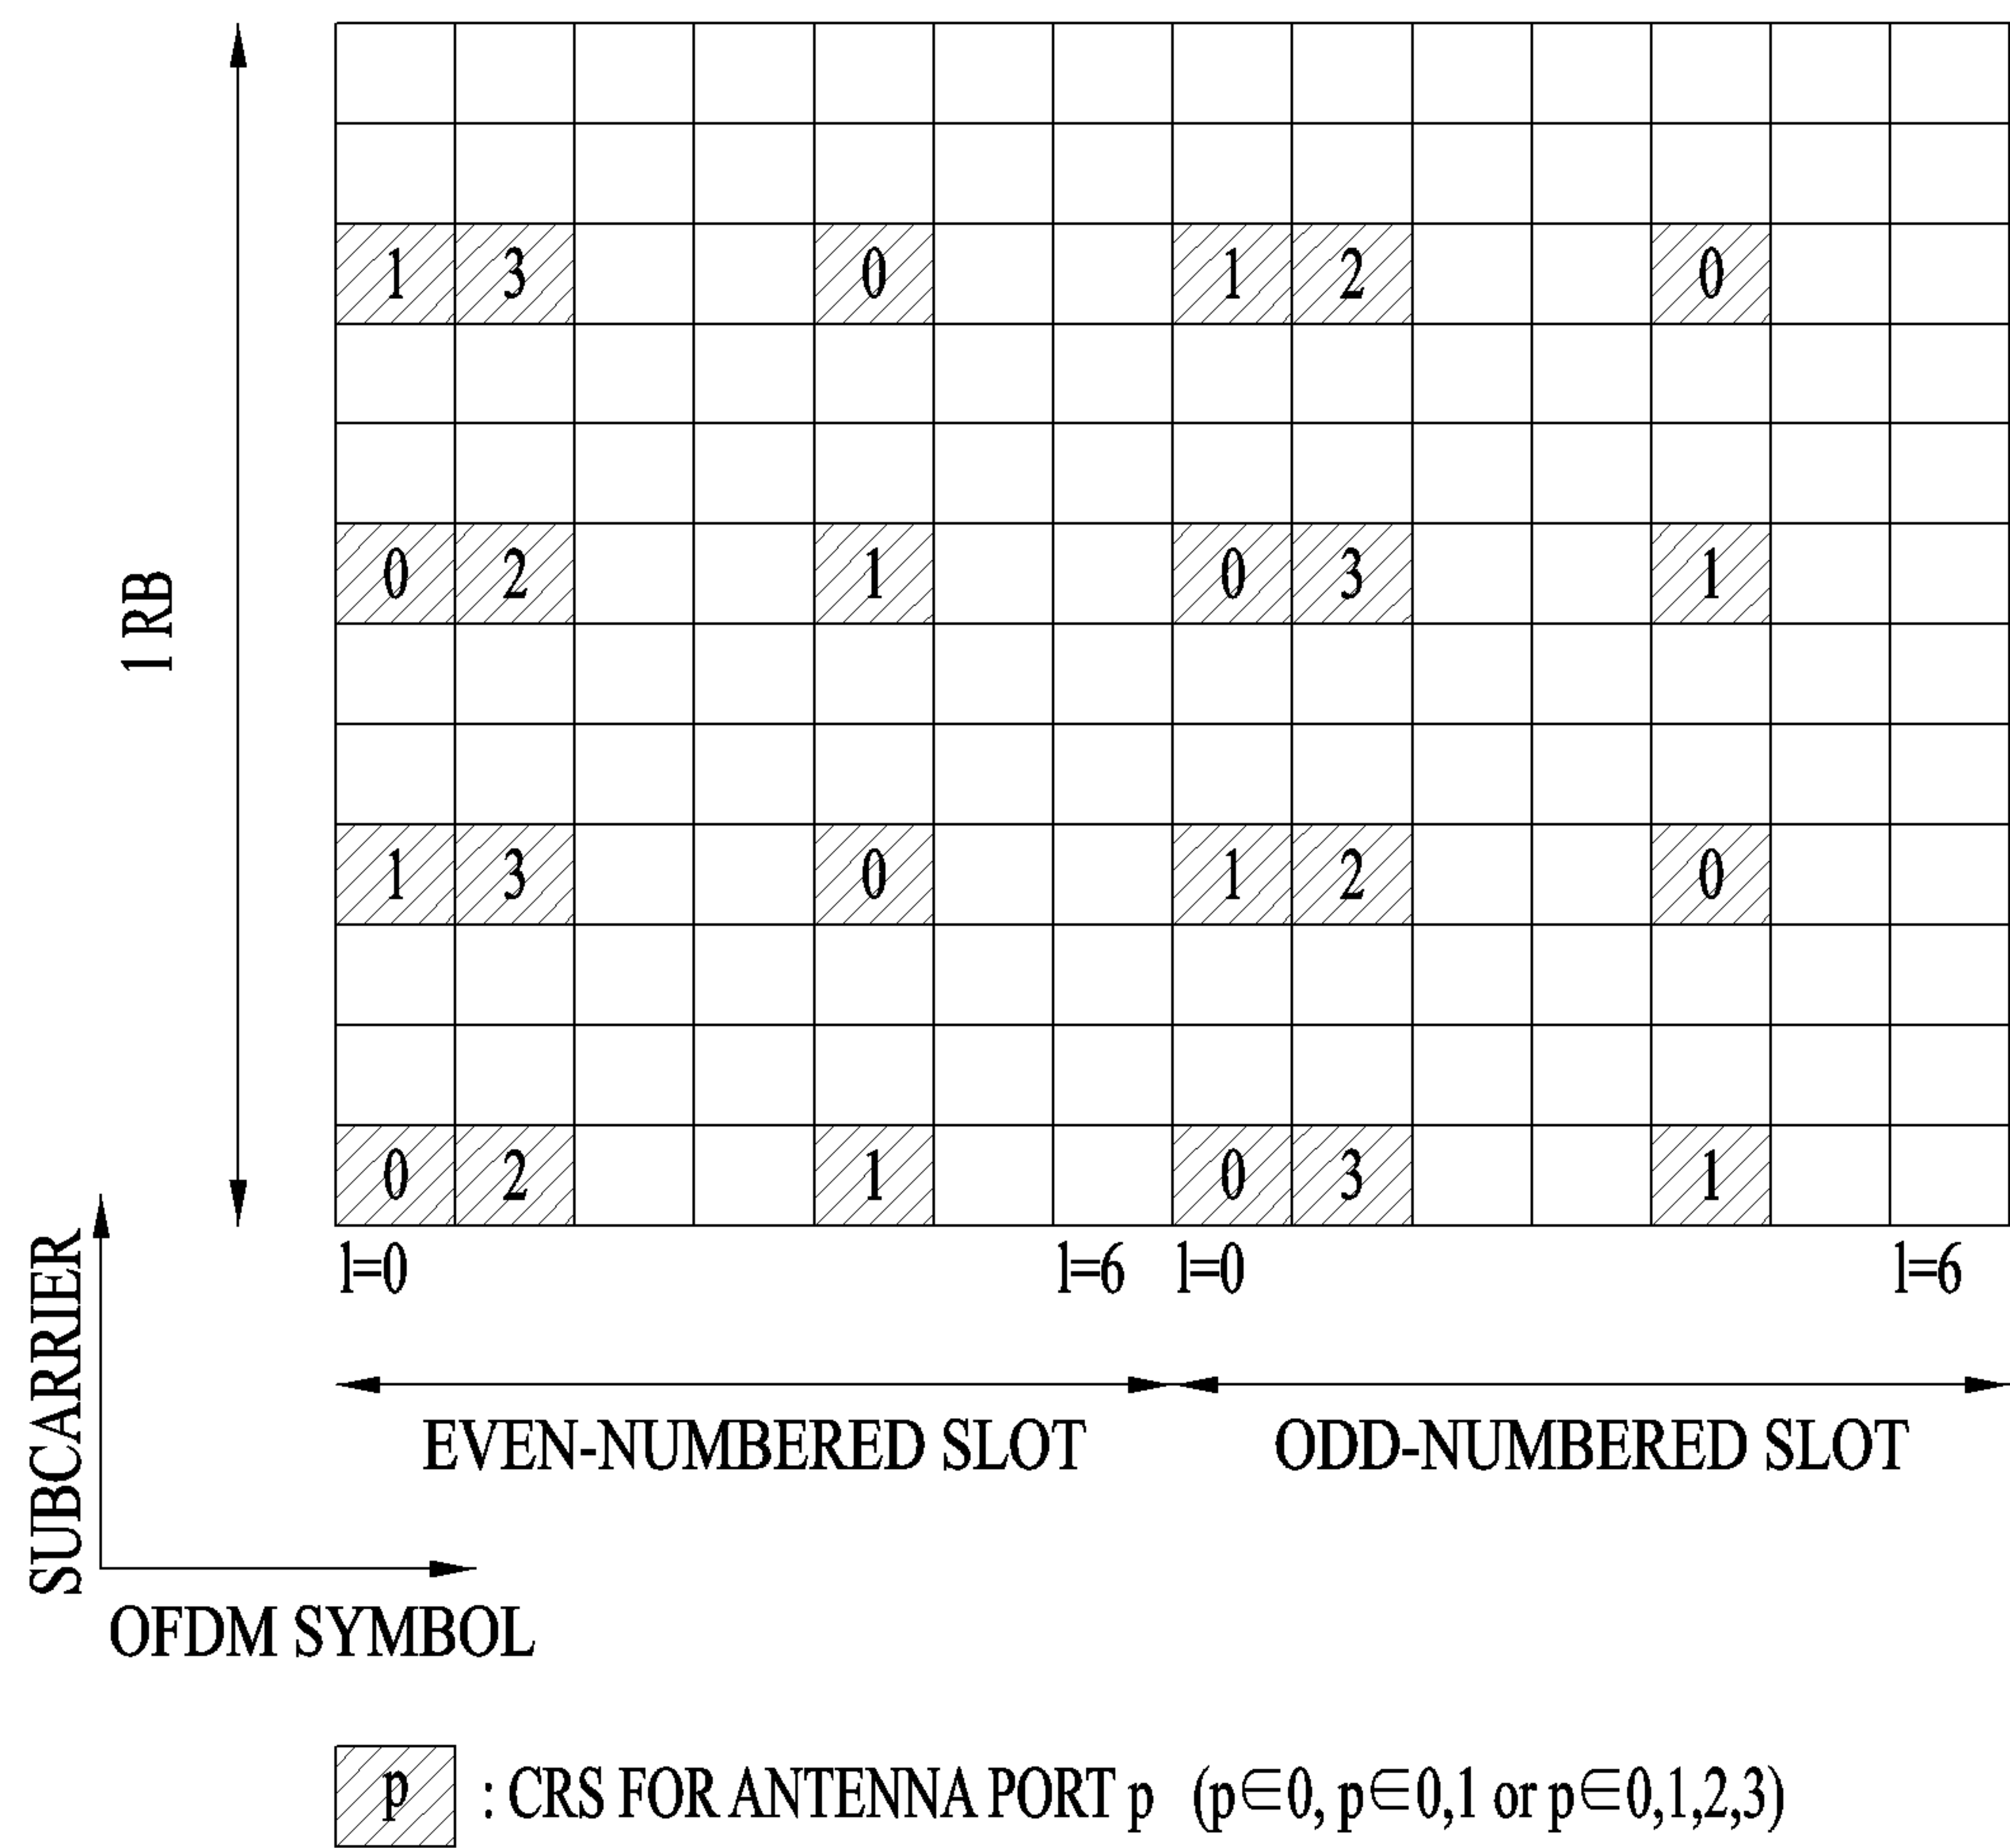 1 3 0 1 2 0
0 2 1 0 3 1
1 RB
1 3 0 1 2 0
0 2 1 0 3 1
l=0 l=6 l=0 l=6
EVEN-NUMBERED SLOT ODD-NUMBERED SLOT
SUBCARRIER
OFDM SYMBOL
p : CRS FOR ANTENNA PORT p (p∈0, p∈0,1 or p∈0,1,2,3)